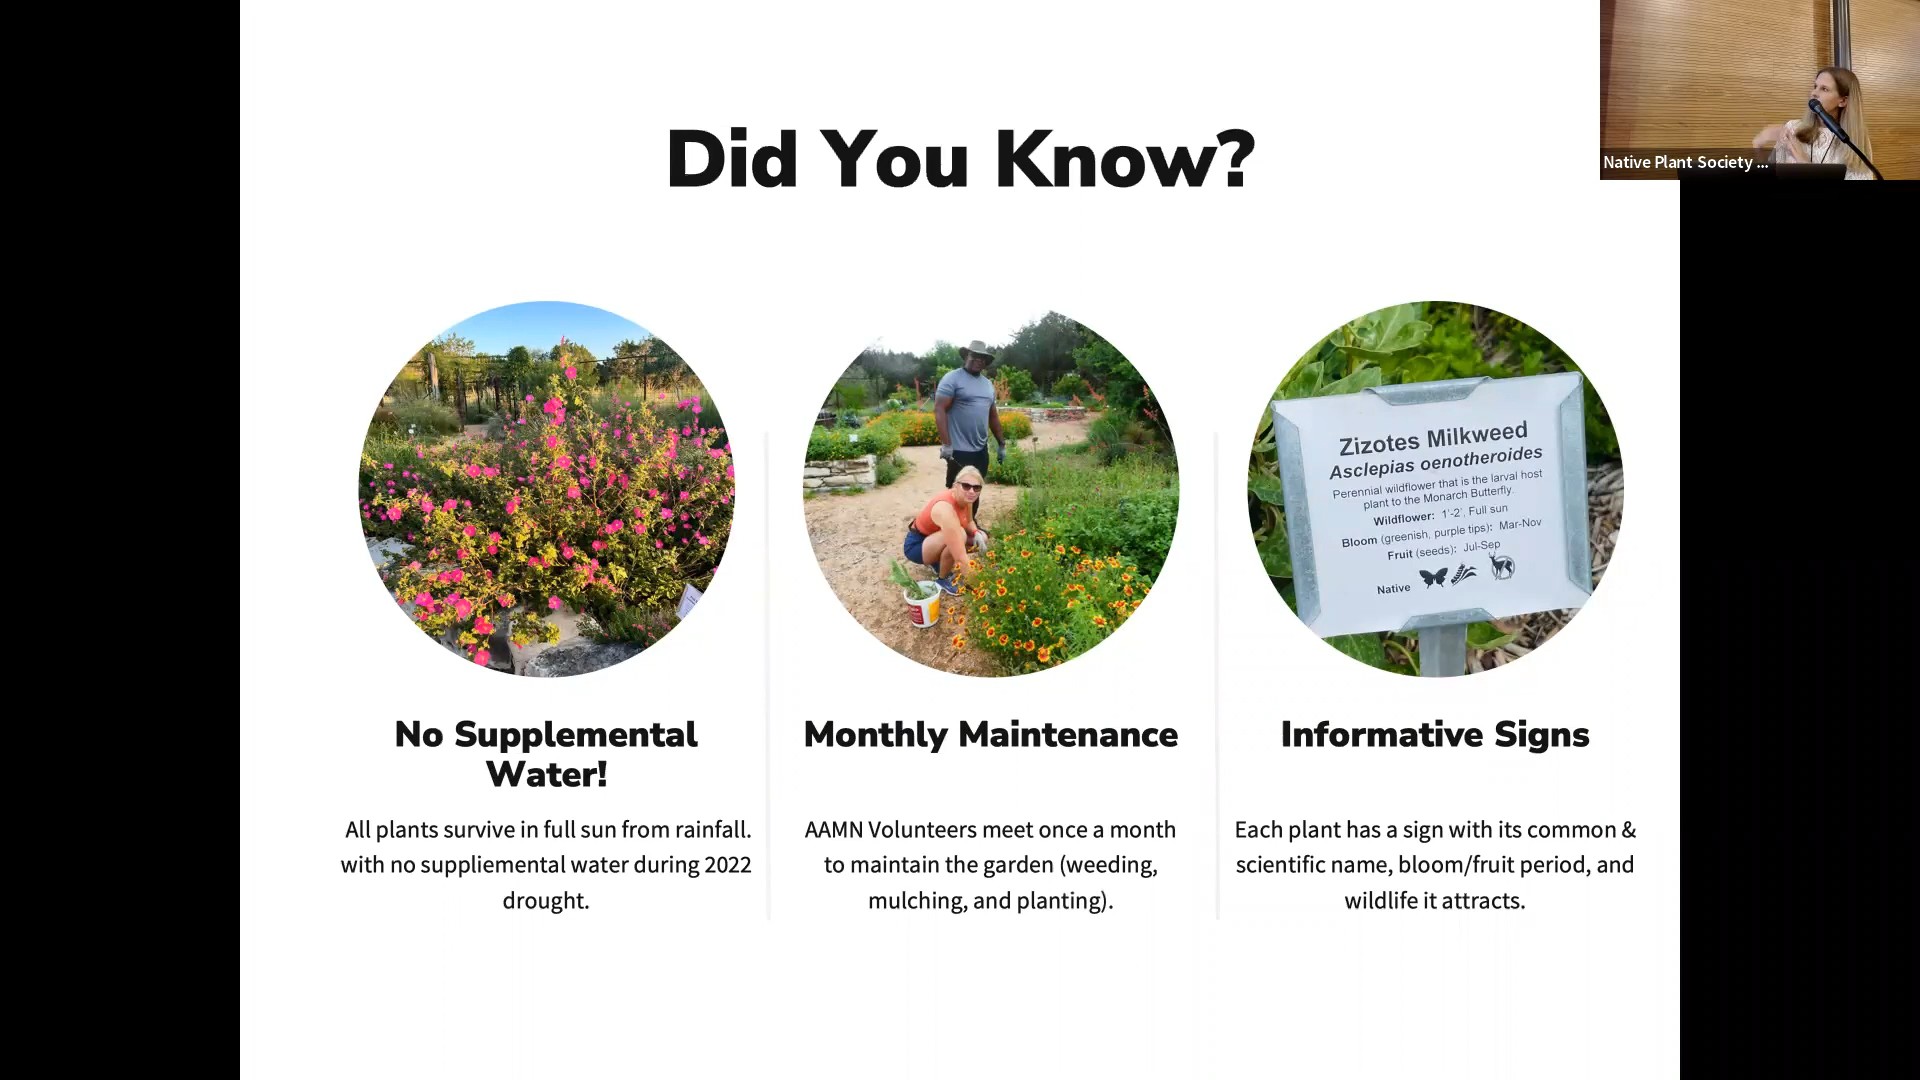 Did You Know?
Native Plant Society ...
Zizotes Milkweed
Asclepias oenotheroides
Perennial wildflower that is the larval host
plant to the Monarch Butterfly.
Wildflower: 1'-2', Full sun
Bloom (greenish, purple tips): Mar-Nov
Fruit (seeds): Jul-Sep
Native
No Supplemental
Water!
All plants survive in full sun from rainfall.
with no suppliemental water during 2022
drought.
Monthly Maintenance
AAMN Volunteers meet once a month
to maintain the garden (weeding,
mulching, and planting).
Informative Signs
Each plant has a sign with its common &
scientific name, bloom/fruit period, and
wildlife it attracts.